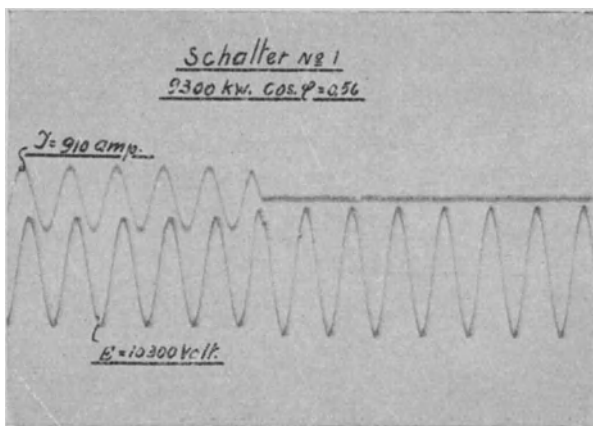 Schalter № 1
9300 kw. Cos. φ = 0,56
J = 910 amp.
E = 10300 Volt.